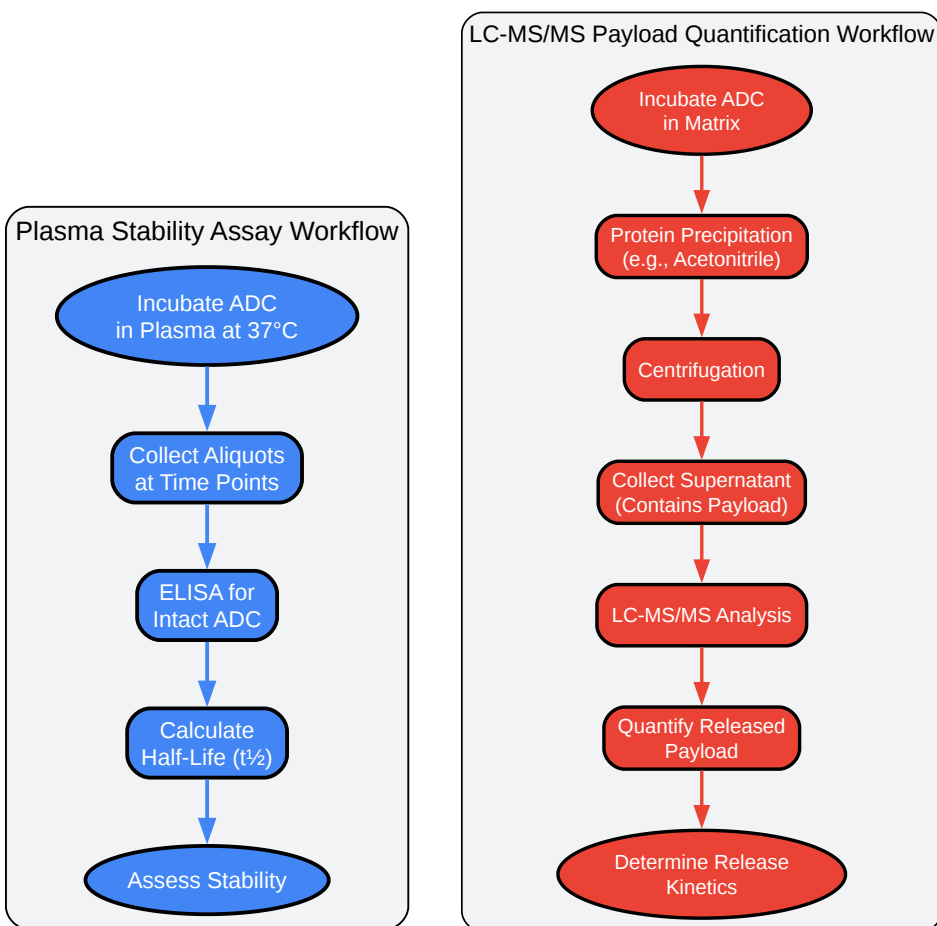 Plasma Stability Assay Workflow
Incubate ADC
in Plasma at 37°C
Collect Aliquots
at Time Points
ELISA for
Intact ADC
Calculate
Half-Life (t½)
Assess Stability
LC-MS/MS Payload Quantification Workflow
Incubate ADC
in Matrix
Protein Precipitation
(e.g., Acetonitrile)
Centrifugation
Collect Supernatant
(Contains Payload)
LC-MS/MS Analysis
Quantify Released
Payload
Determine Release
Kinetics